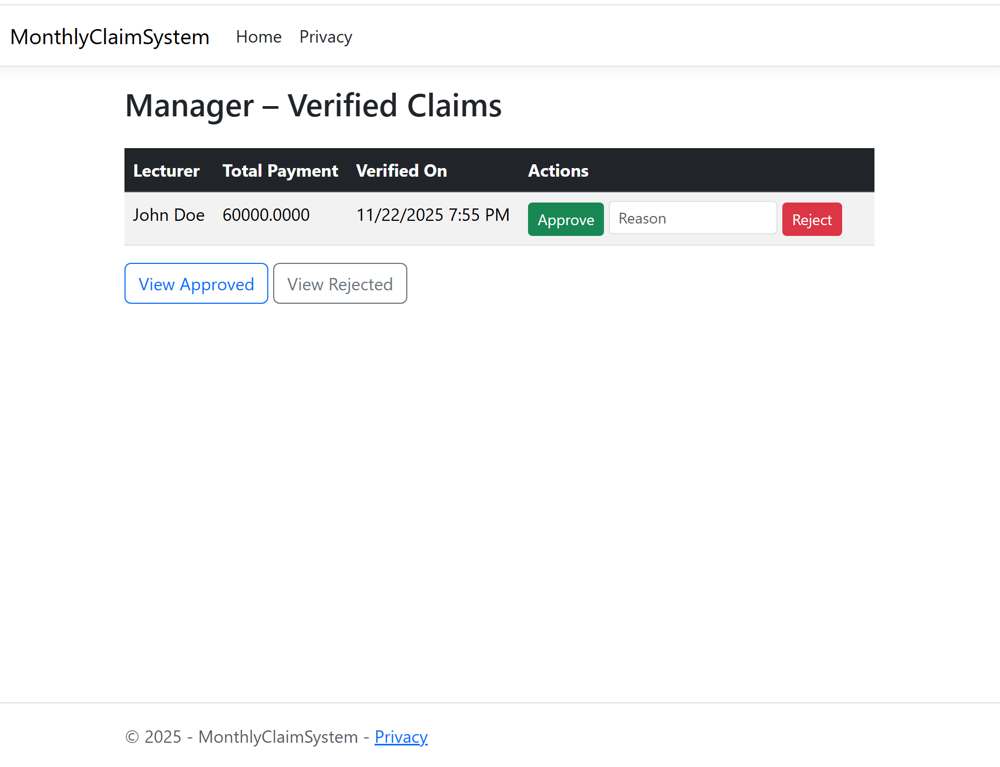 MonthlyClaimSystem Home Privacy
Manager – Verified Claims
Lecturer Total Payment Verified On Actions
John Doe 60000.0000 11/22/2025 7:55 PM Approve Reason Reject
View Approved View Rejected
© 2025 - MonthlyClaimSystem - Privacy